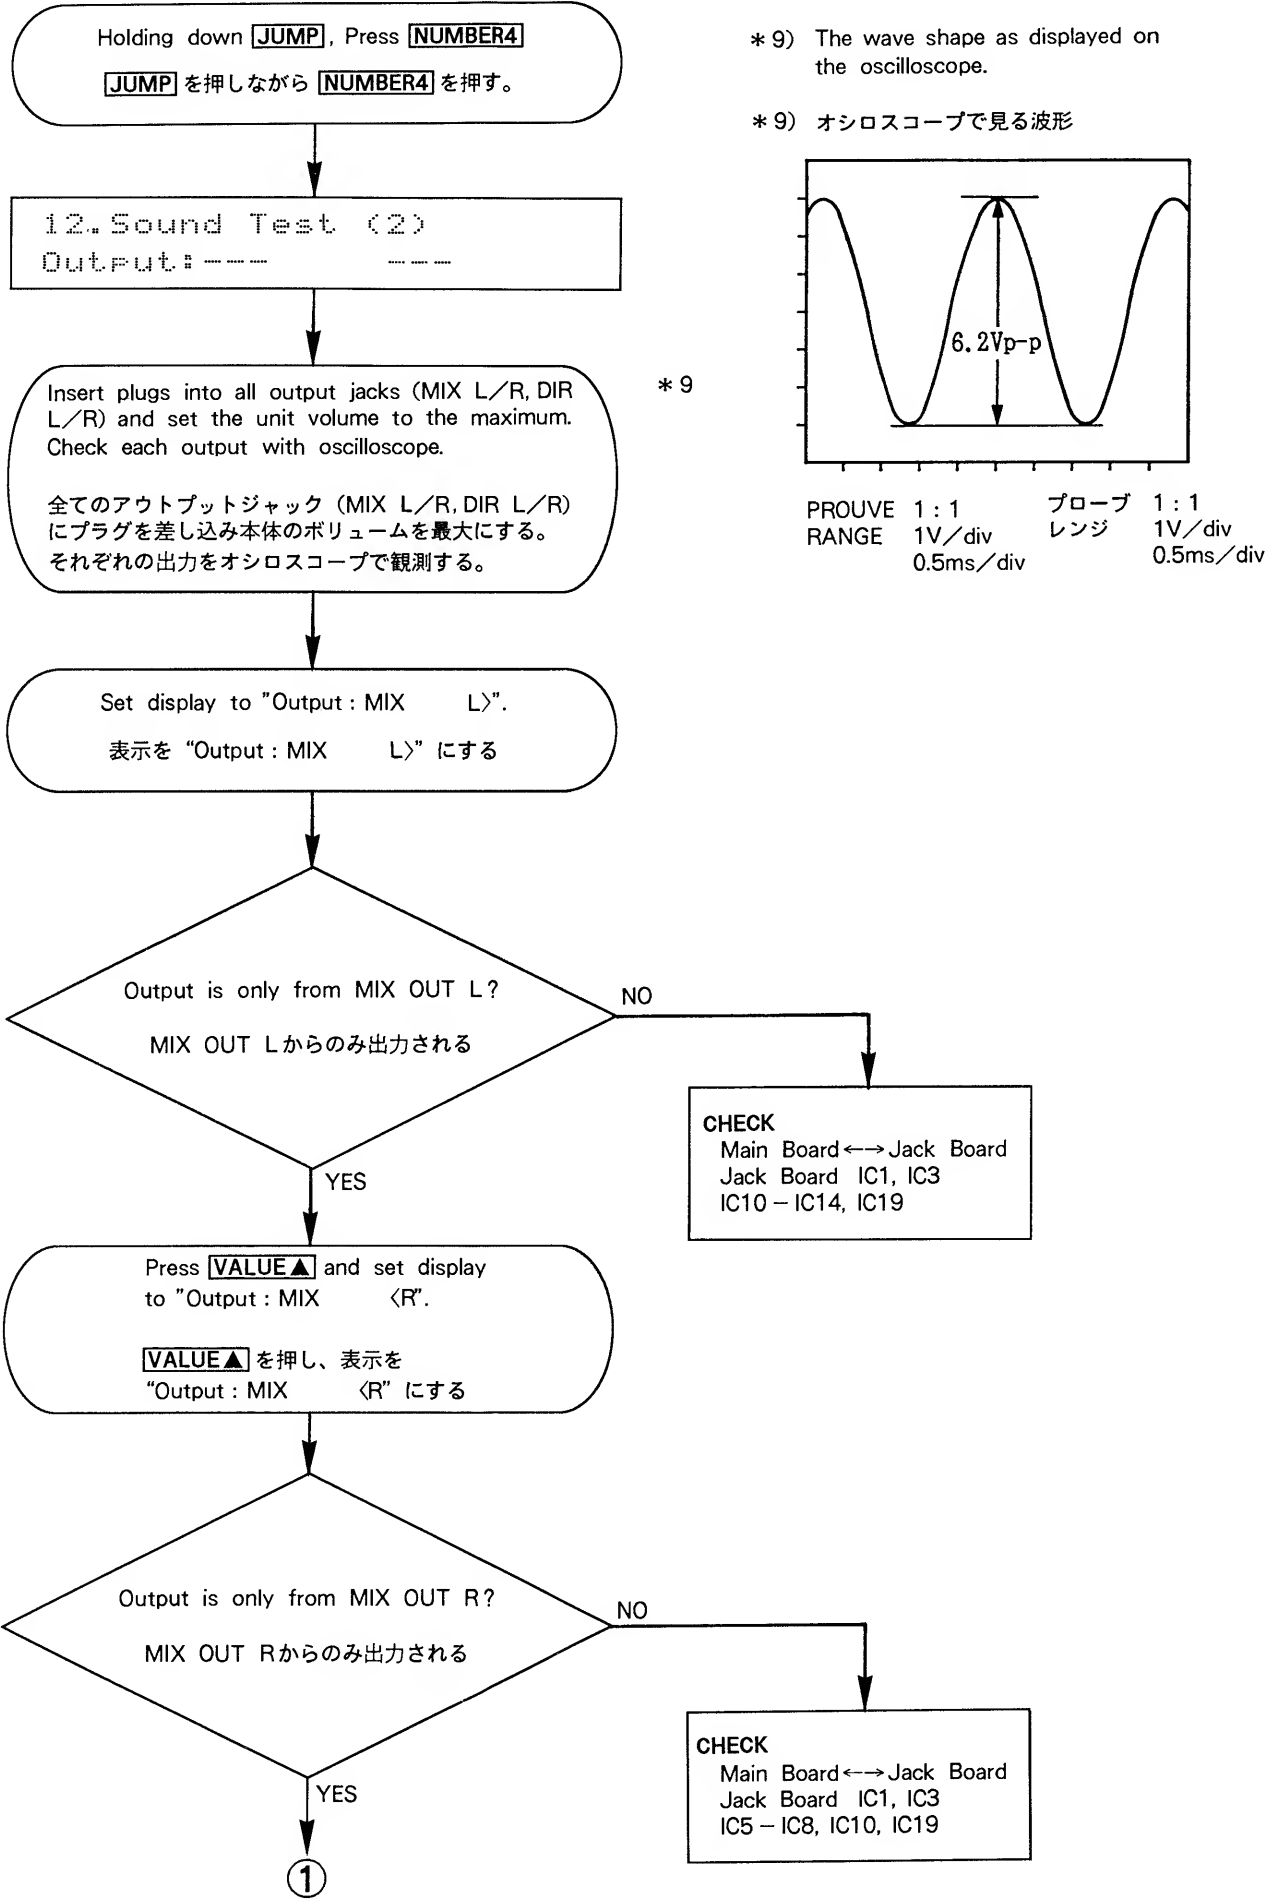 Holding down JUMP, Press NUMBER4
JUMP を押しながら NUMBER4 を押す。
12.Sound Test (2)
Output:--- ---
Insert plugs into all output jacks (MIX L/R, DIR
L/R) and set the unit volume to the maximum.
Check each output with oscilloscope.
全てのアウトプットジャック (MIX L/R, DIR L/R)
にプラグを差し込み本体のボリュームを最大にする。
それぞれの出力をオシロスコープで観測する。
*9
*9) The wave shape as displayed on
the oscilloscope.
*9) オシロスコープで見る波形
6.2Vp-p
PROUVE 1:1
RANGE 1V/div
0.5ms/div
プローブ 1:1
レンジ 1V/div
0.5ms/div
Set display to "Output : MIX L〉".
表示を “Output : MIX L〉” にする
Output is only from MIX OUT L?
MIX OUT Lからのみ出力される
NO
CHECK
Main Board←→Jack Board
Jack Board IC1, IC3
IC10 – IC14, IC19
YES
Press VALUE▲ and set display
to "Output : MIX 〈R".
VALUE▲ を押し、表示を
“Output : MIX 〈R” にする
Output is only from MIX OUT R?
MIX OUT Rからのみ出力される
NO
CHECK
Main Board←→Jack Board
Jack Board IC1, IC3
IC5 – IC8, IC10, IC19
YES
①